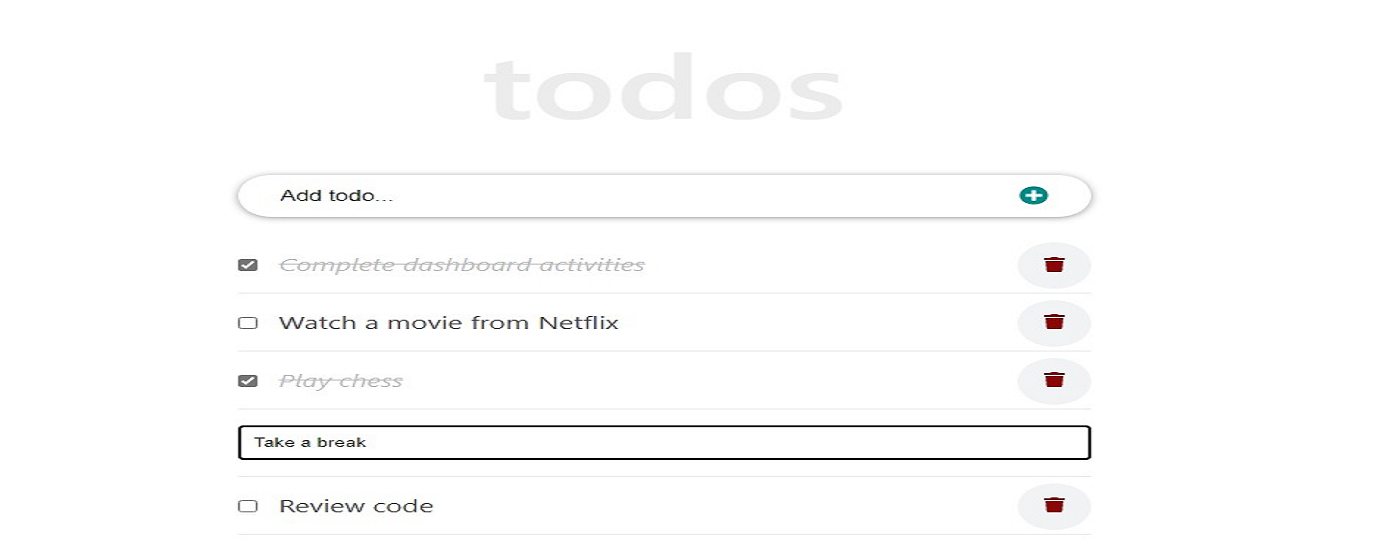 todos
Add todo...
Complete dashboard activities
Watch a movie from Netflix
Play chess
Take a break
Review code